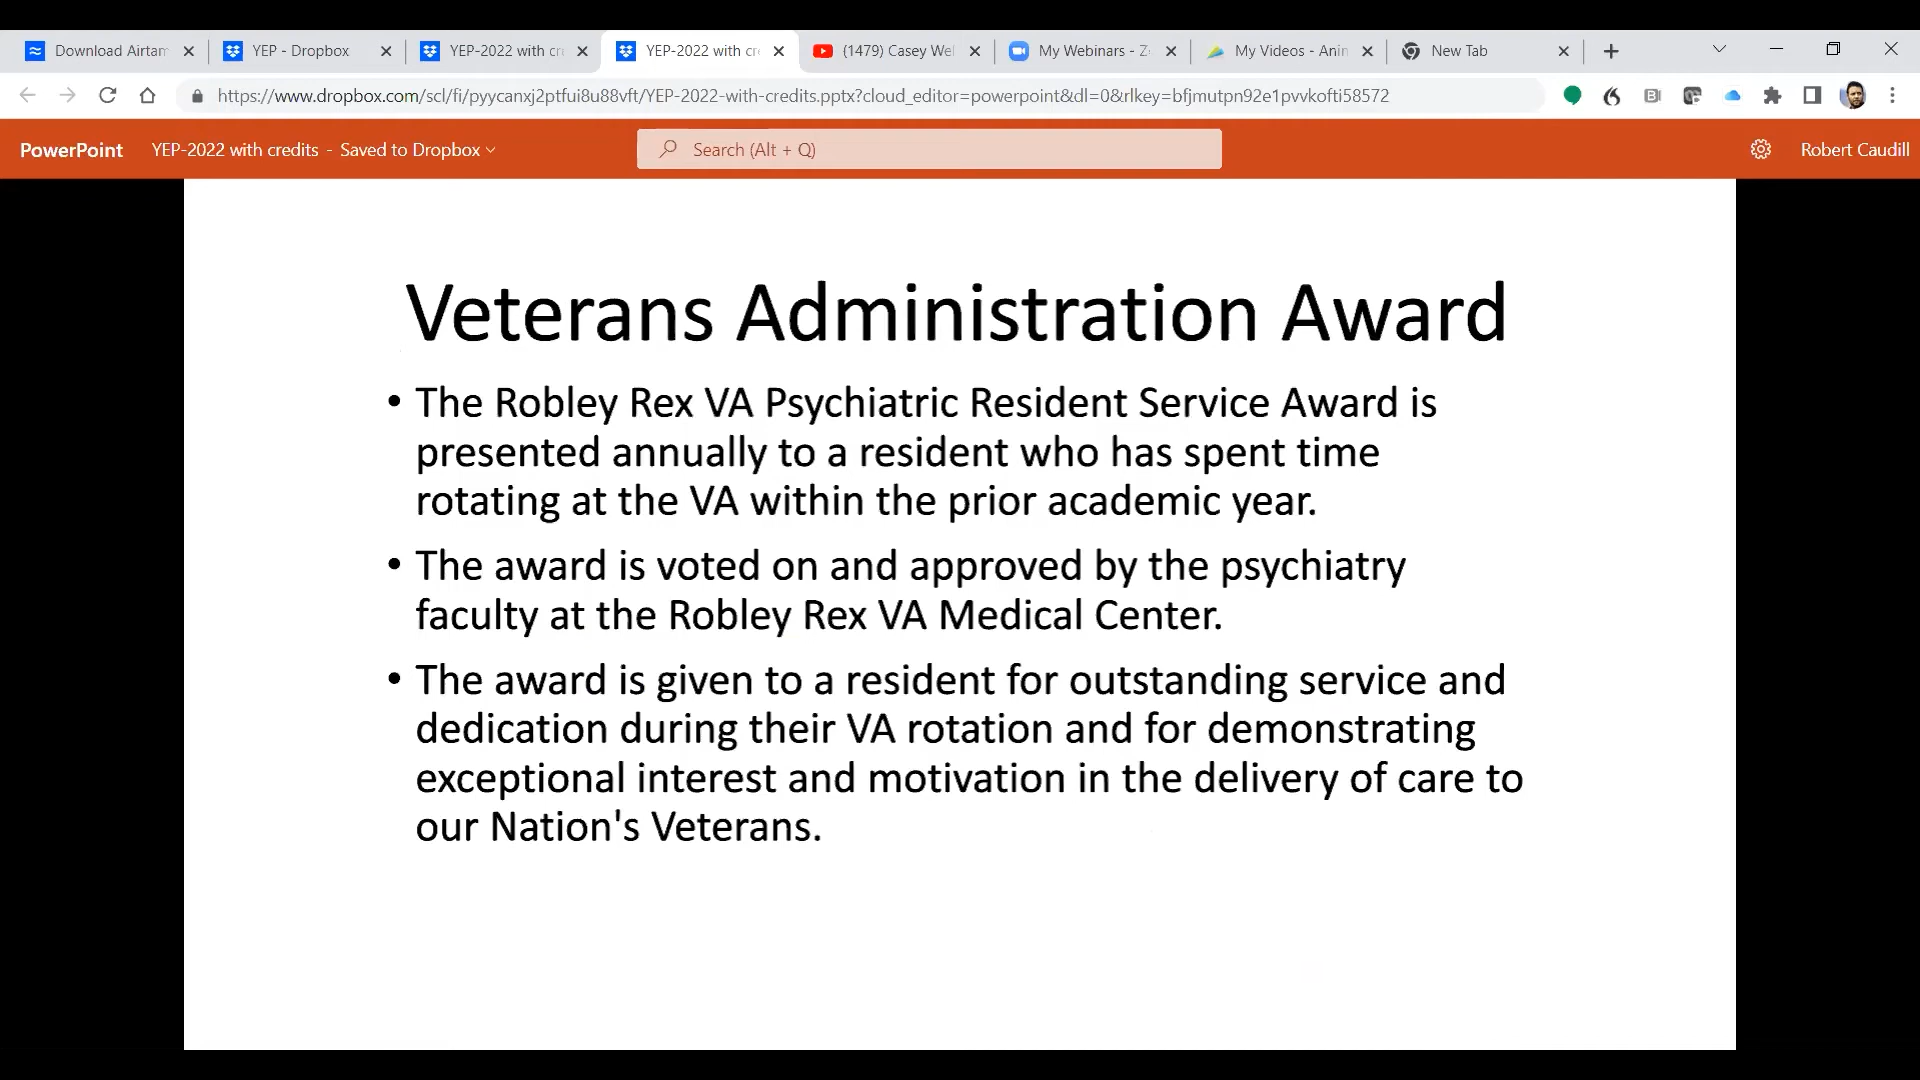 Download Airtam
YEP - Dropbox
YEP-2022 with cr
YEP-2022 with cr
(1479) Casey Wel
My Webinars - Z
My Videos - Anim
New Tab
https://www.dropbox.com/scl/fi/pyycanxj2ptfui8u88vft/YEP-2022-with-credits.pptx?cloud_editor=powerpoint&dl=0&rlkey=bfjmutpn92e1pvvkofti58572
PowerPoint YEP-2022 with credits - Saved to Dropbox
Search (Alt + Q)
Robert Caudill
Veterans Administration Award
• The Robley Rex VA Psychiatric Resident Service Award is
presented annually to a resident who has spent time
rotating at the VA within the prior academic year.
• The award is voted on and approved by the psychiatry
faculty at the Robley Rex VA Medical Center.
• The award is given to a resident for outstanding service and
dedication during their VA rotation and for demonstrating
exceptional interest and motivation in the delivery of care to
our Nation's Veterans.